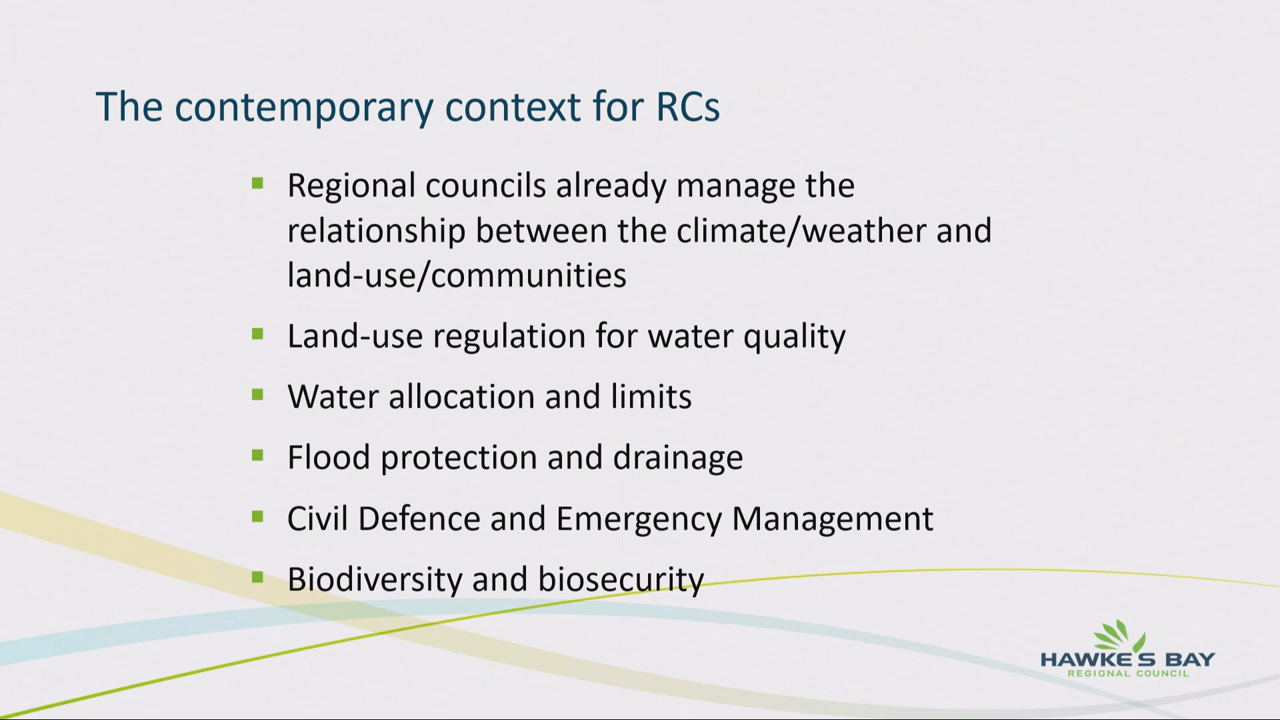 The contemporary context for RCs
Regional councils already manage the
relationship between the climate/weather and
land-use/communities
Land-use regulation for water quality
Water allocation and limits
Flood protection and drainage
Civil Defence and Emergency Management
Biodiversity and biosecurity
HAWKE'S BAY
REGIONAL COUNCIL